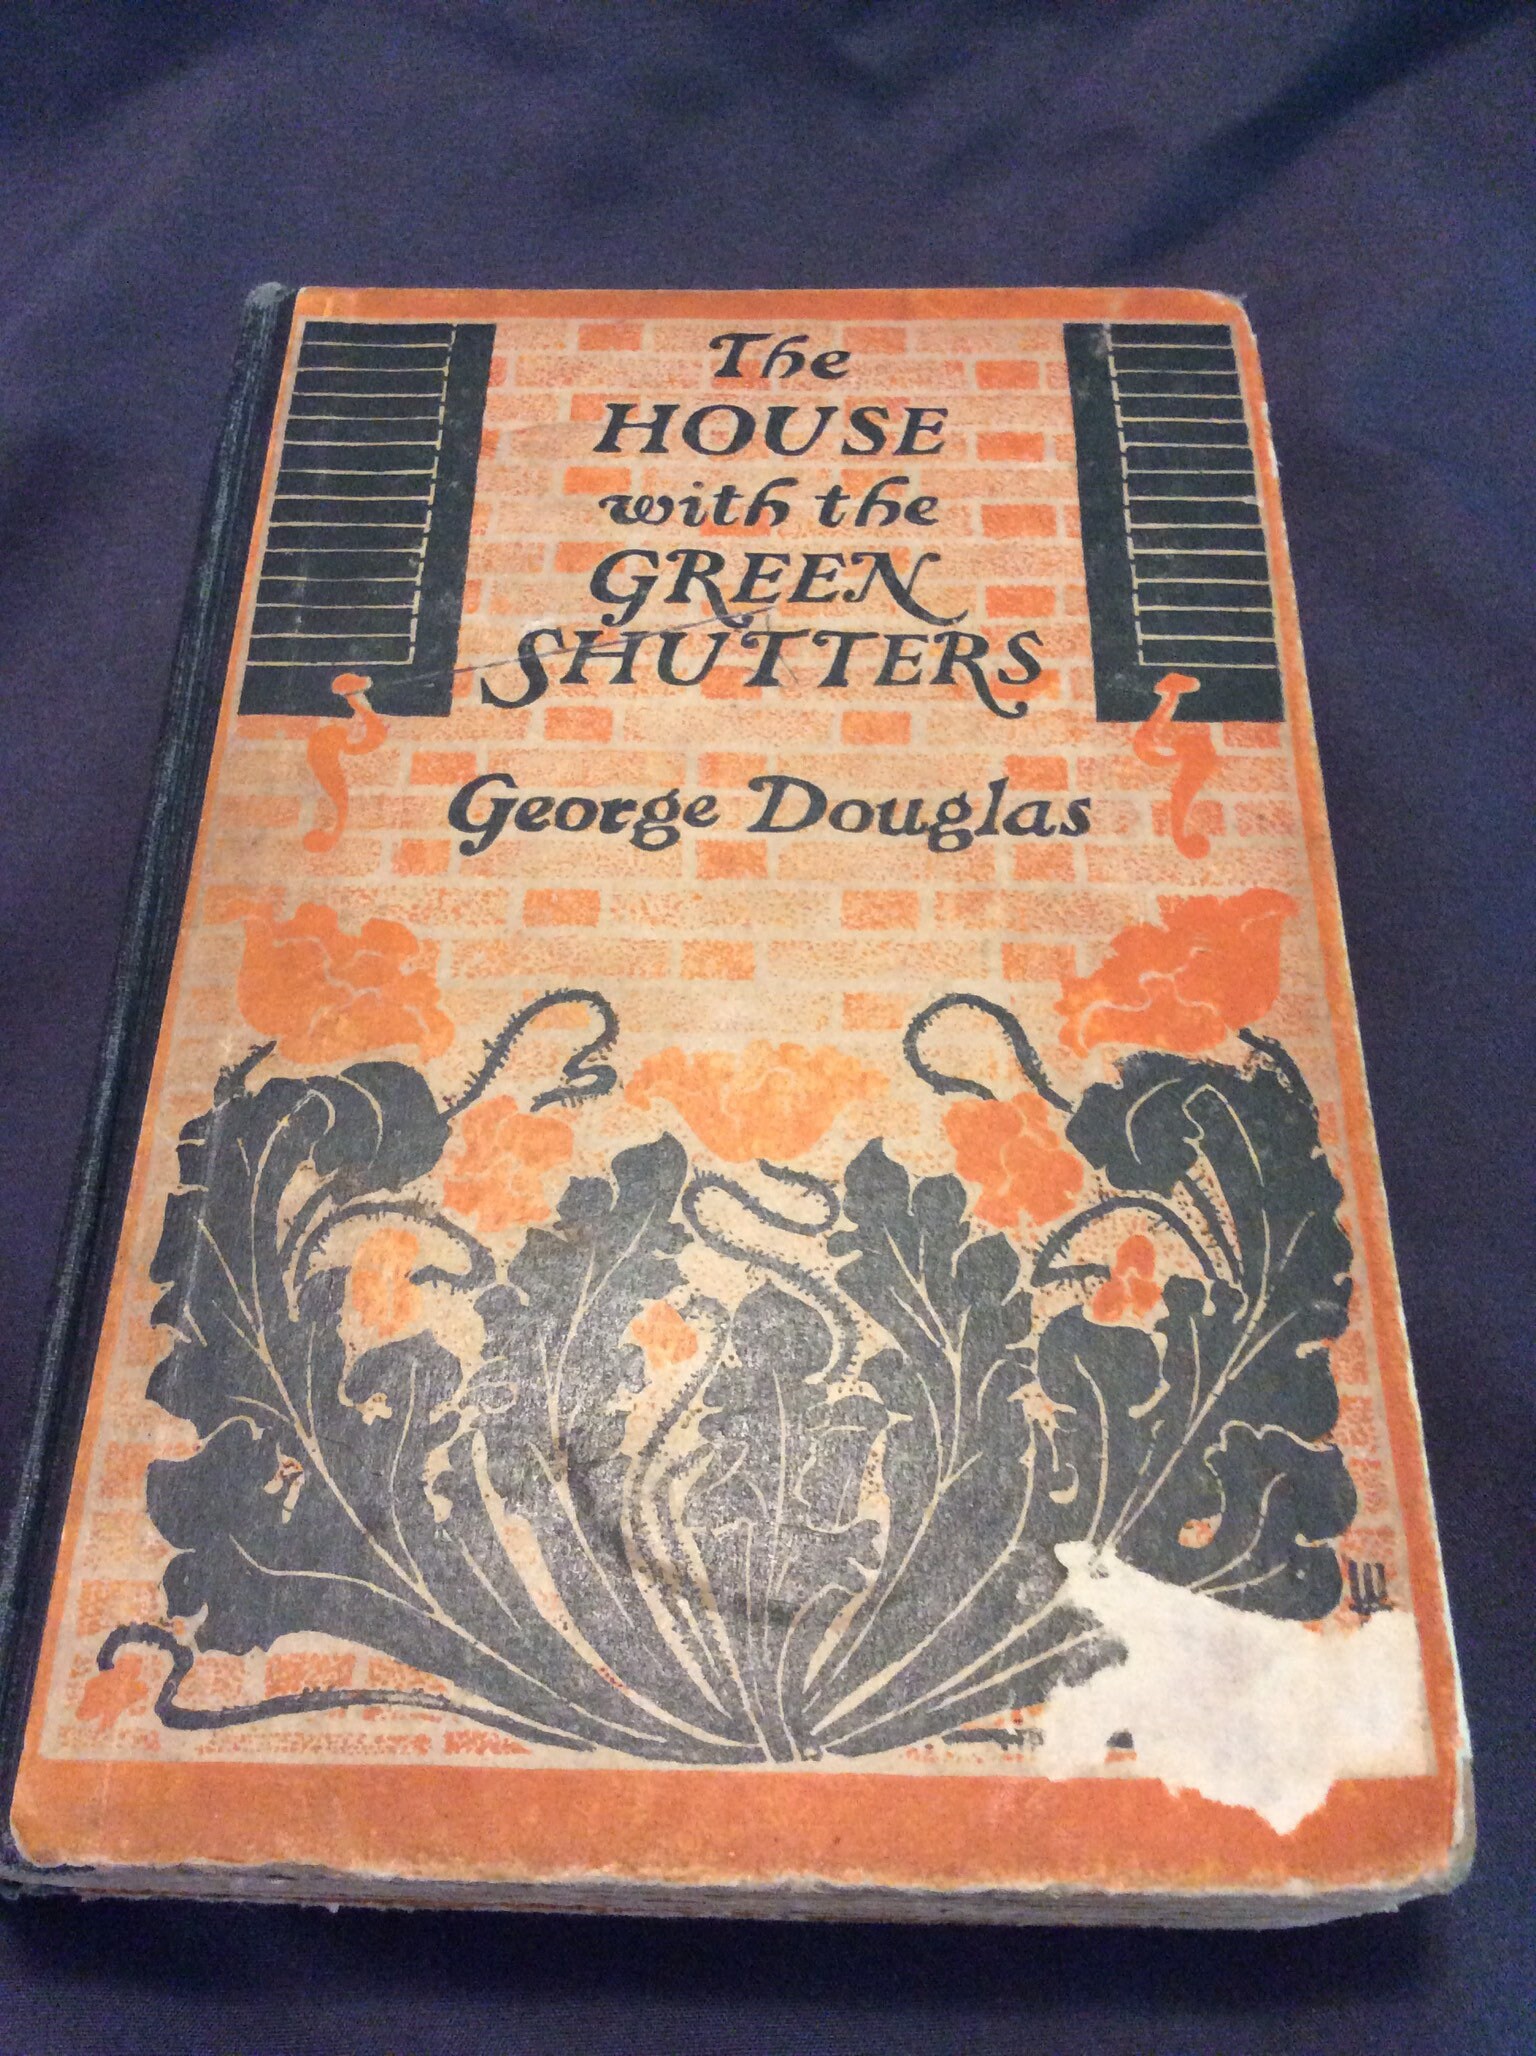 The
HOUSE
with the
GREEN
SHUTTERS
George Douglas